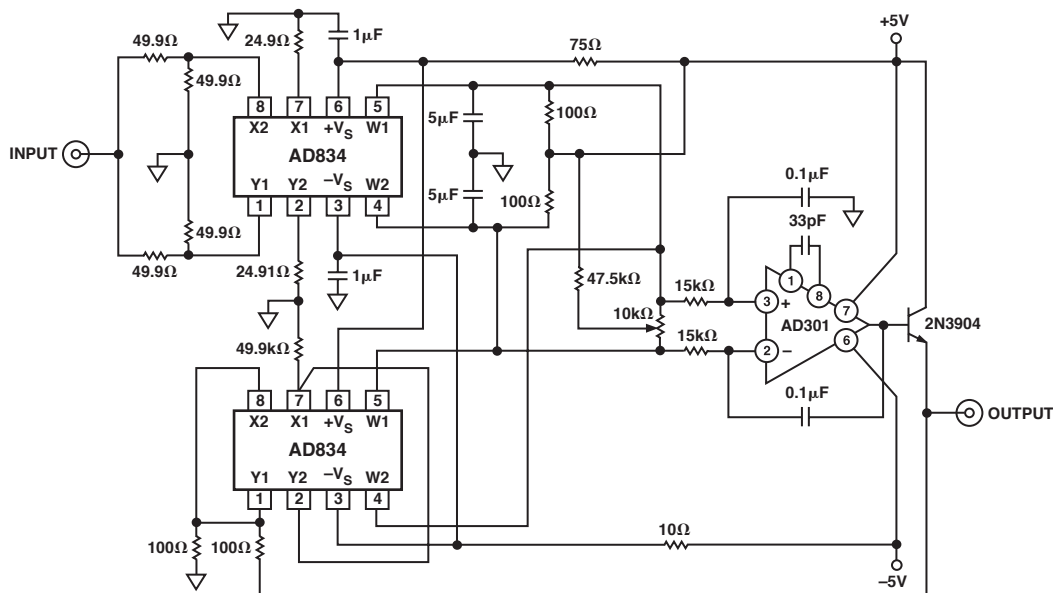 +5V
1μF
49.9Ω
24.9Ω
75Ω
49.9Ω
8 7 6 5
X2 X1 +VS W1
5μF
100Ω
INPUT
AD834
0.1μF
Y1 Y2 –VS W2
5μF
100Ω
33pF
1 2 3 4
49.9Ω
49.9Ω
24.91Ω
1μF
47.5kΩ
15kΩ
1
8
3 +
7
10kΩ
AD301
2N3904
15kΩ
2 –
6
49.9kΩ
0.1μF
8 7 6 5
X2 X1 +VS W1
OUTPUT
AD834
Y1 Y2 –VS W2
1 2 3 4
10Ω
100Ω
100Ω
–5V